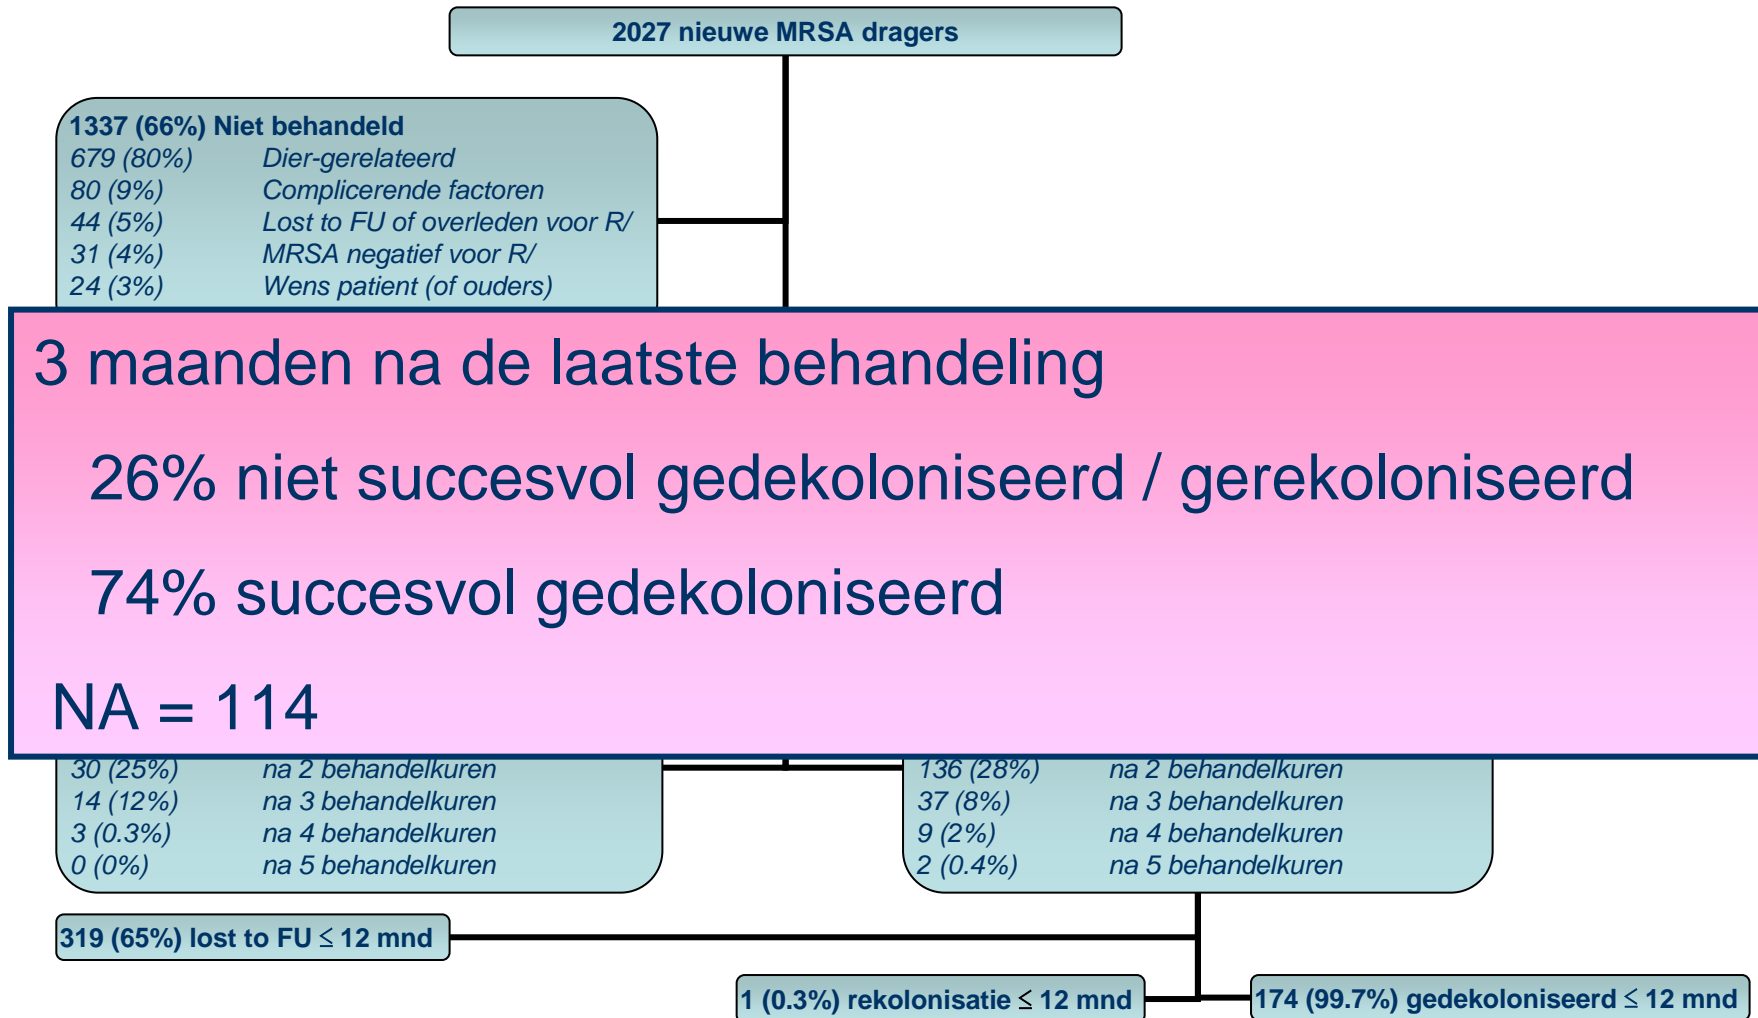 2027 nieuwe MRSA dragers
1337 (66%) Niet behandeld
679 (80%) Dier-gerelateerd
80 (9%) Complicerende factoren
44 (5%) Lost to FU of overleden voor R/
31 (4%) MRSA negatief voor R/
24 (3%) Wens patient (of ouders)
3 maanden na de laatste behandeling
26% niet succesvol gedekoloniseerd / gerekoloniseerd
74% succesvol gedekoloniseerd
NA = 114
30 (25%) na 2 behandelkuren
14 (12%) na 3 behandelkuren
3 (0.3%) na 4 behandelkuren
0 (0%) na 5 behandelkuren
136 (28%) na 2 behandelkuren
37 (8%) na 3 behandelkuren
9 (2%) na 4 behandelkuren
2 (0.4%) na 5 behandelkuren
319 (65%) lost to FU ≤ 12 mnd
1 (0.3%) rekolonisatie ≤ 12 mnd
174 (99.7%) gedekoloniseerd ≤ 12 mnd